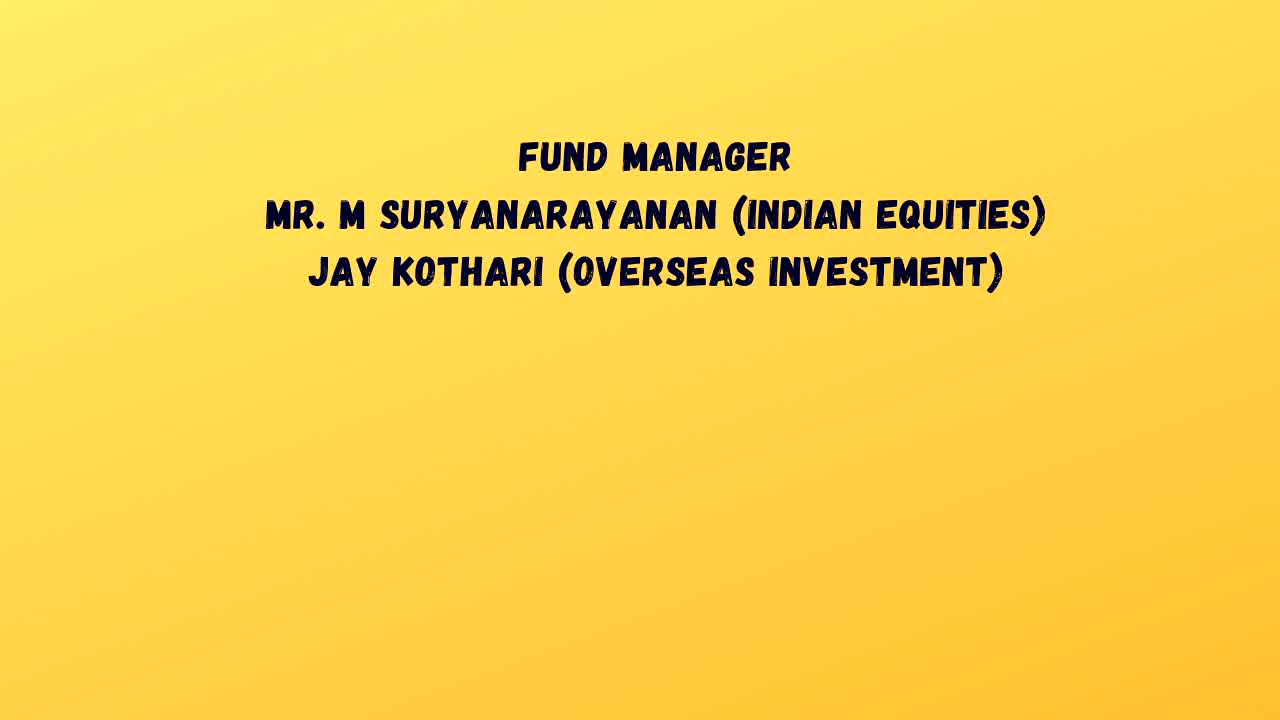 FUND MANAGER
MR. M SURYANARAYANAN (INDIAN EQUITIES)
JAY KOTHARI (OVERSEAS INVESTMENT)